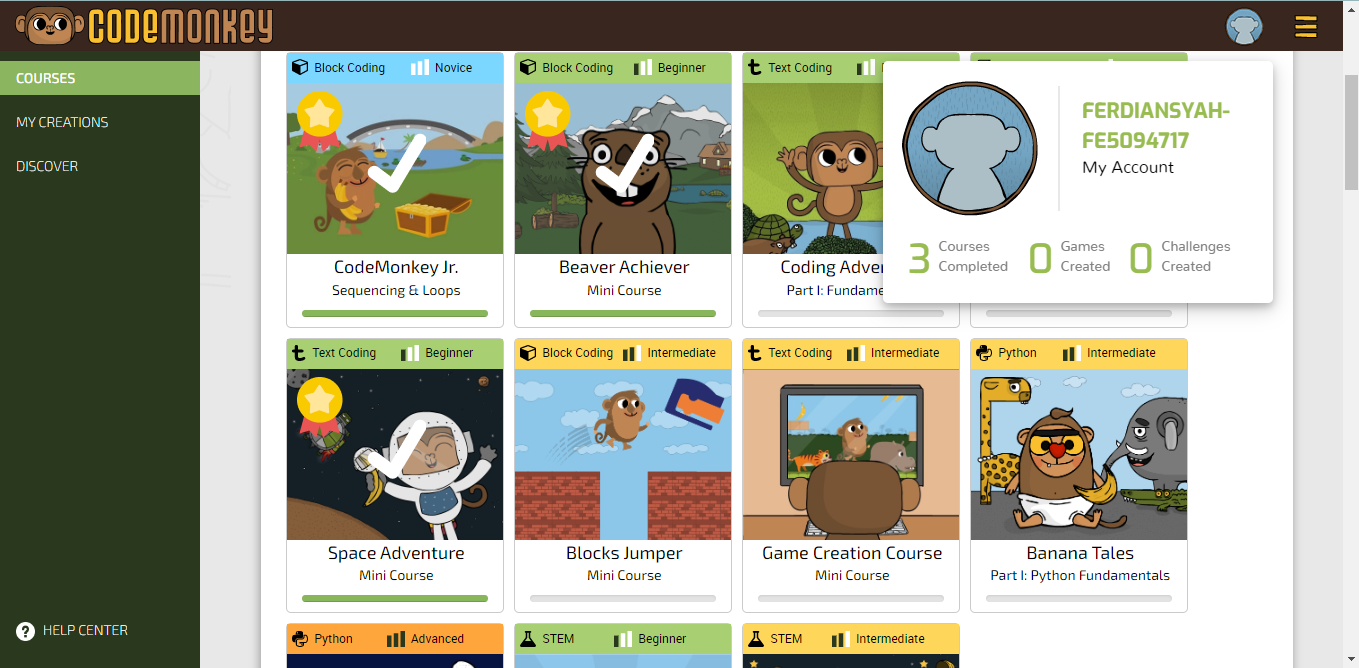 CODEMONKEY
COURSES
MY CREATIONS
DISCOVER
HELP CENTER
Block Coding Novice
CodeMonkey Jr.
Sequencing & Loops
Block Coding Beginner
Beaver Achiever
Mini Course
Text Coding
Coding Adve
Part I: Fundame
FERDIANSYAH-
FE5094717
My Account
3 Courses
Completed
0 Games
Created
0 Challenges
Created
Text Coding Beginner
Space Adventure
Mini Course
Block Coding Intermediate
Blocks Jumper
Mini Course
Text Coding Intermediate
Game Creation Course
Mini Course
Python Intermediate
Banana Tales
Part I: Python Fundamentals
Python Advanced
STEM Beginner
STEM Intermediate